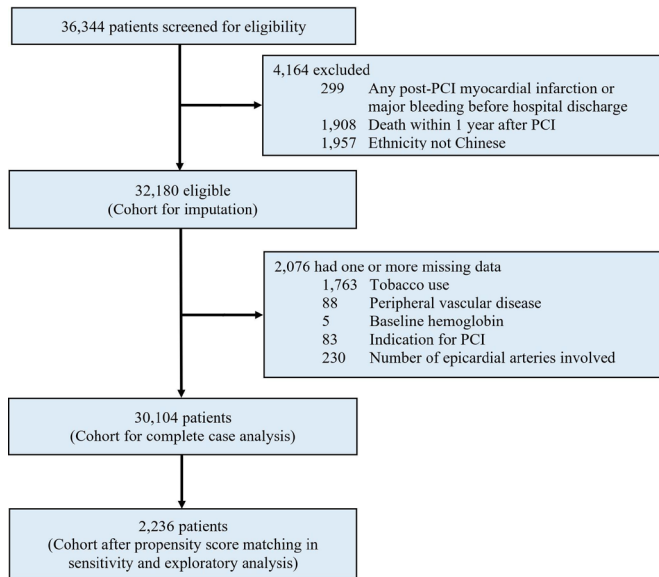 36,344 patients screened for eligibility
4,164 excluded
299 Any post-PCI myocardial infarction or
major bleeding before hospital discharge
1,908 Death within 1 year after PCI
1,957 Ethnicity not Chinese
32,180 eligible
(Cohort for imputation)
2,076 had one or more missing data
1,763 Tobacco use
88 Peripheral vascular disease
5 Baseline hemoglobin
83 Indication for PCI
230 Number of epicardial arteries involved
30,104 patients
(Cohort for complete case analysis)
2,236 patients
(Cohort after propensity score matching in
sensitivity and exploratory analysis)